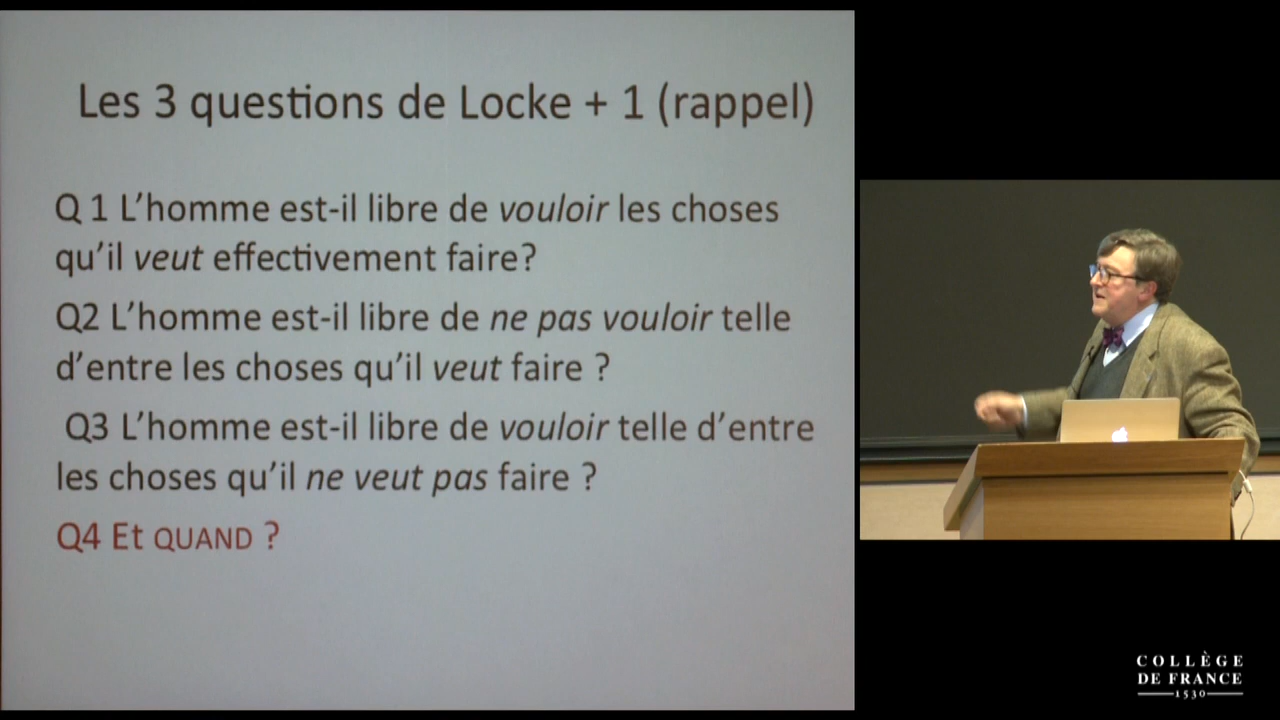 Les 3 questions de Locke + 1 (rappel)
Q 1 L’homme est-il libre de vouloir les choses
qu’il veut effectivement faire?
Q2 L’homme est-il libre de ne pas vouloir telle
d’entre les choses qu’il veut faire ?
Q3 L’homme est-il libre de vouloir telle d’entre
les choses qu’il ne veut pas faire ?
Q4 Et QUAND ?
COLLÈGE
DE FRANCE
1530